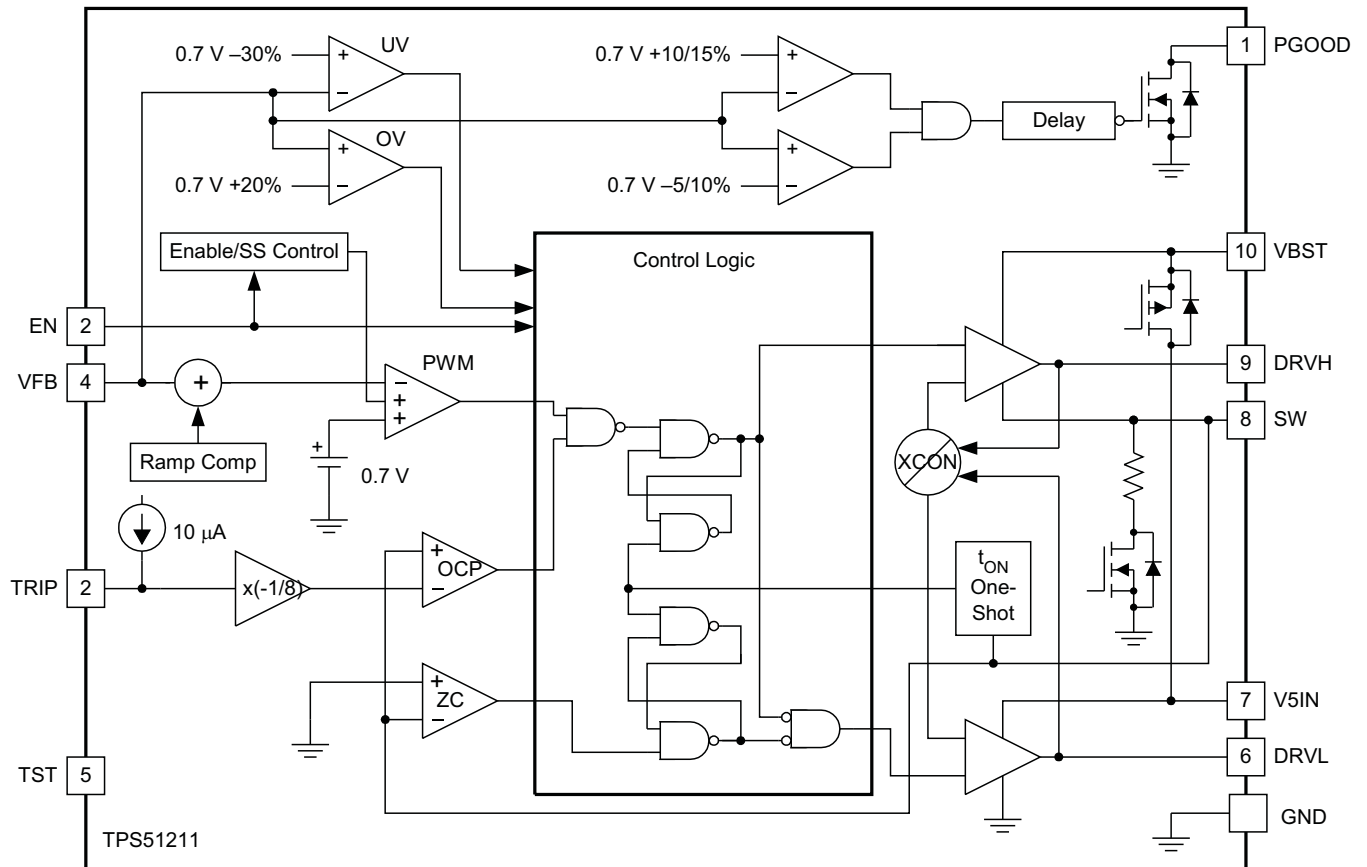 UV
0.7 V –30%
0.7 V +10/15%
1
PGOOD
Delay
OV
0.7 V +20%
0.7 V –5/10%
Enable/SS Control
Control Logic
10
VBST
EN
2
VFB
4
+
PWM
9
DRVH
8
SW
XCON
Ramp Comp
+
0.7 V
10 μA
TRIP
2
x(-1/8)
+
OCP
–
tON
One-
Shot
+
ZC
–
7
V5IN
TST
5
6
DRVL
GND
TPS51211
+
–
+
–
+
–
+
–
–
+
+